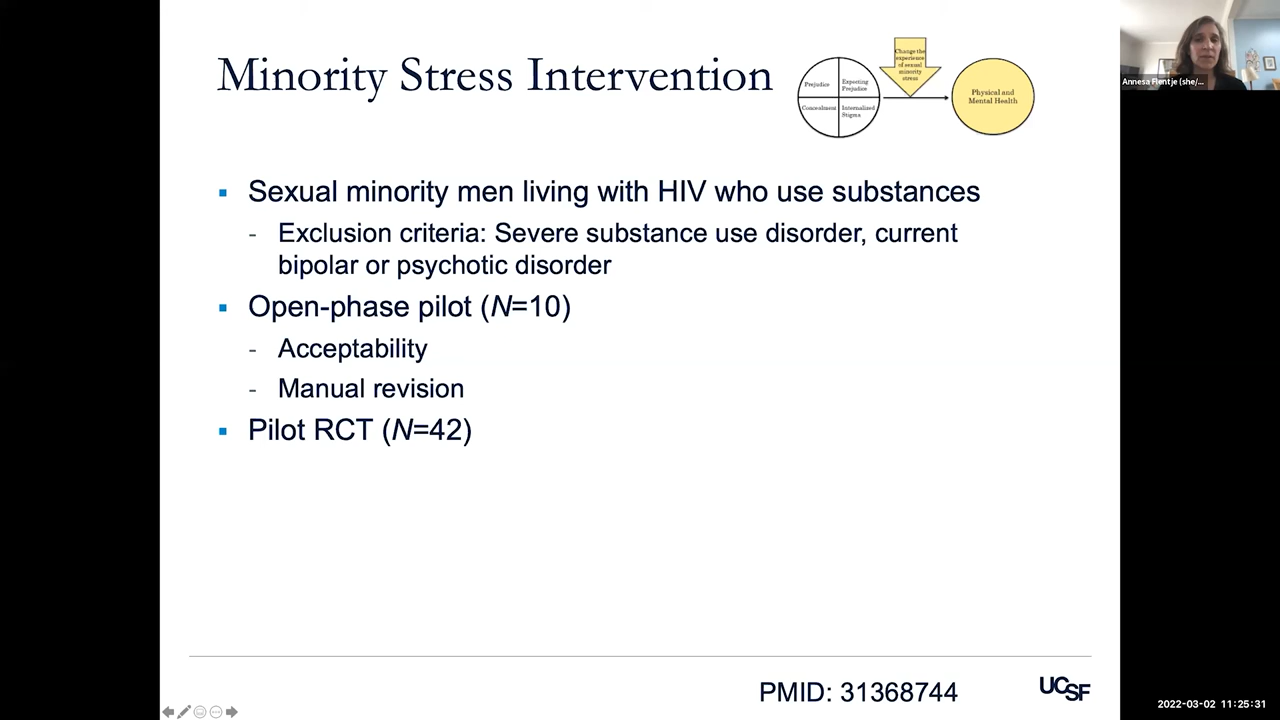 Minority Stress Intervention
Change the
experience
of sexual
minority
stress
Prejudice
Expecting
Prejudice
Concealment
Internalized
Stigma
Physical and
Mental Health
Annesa Flentje (she/...
▪ Sexual minority men living with HIV who use substances
- Exclusion criteria: Severe substance use disorder, current
bipolar or psychotic disorder
▪ Open-phase pilot (N=10)
- Acceptability
- Manual revision
▪ Pilot RCT (N=42)
PMID: 31368744
UCSF
2022-03-02 11:25:31